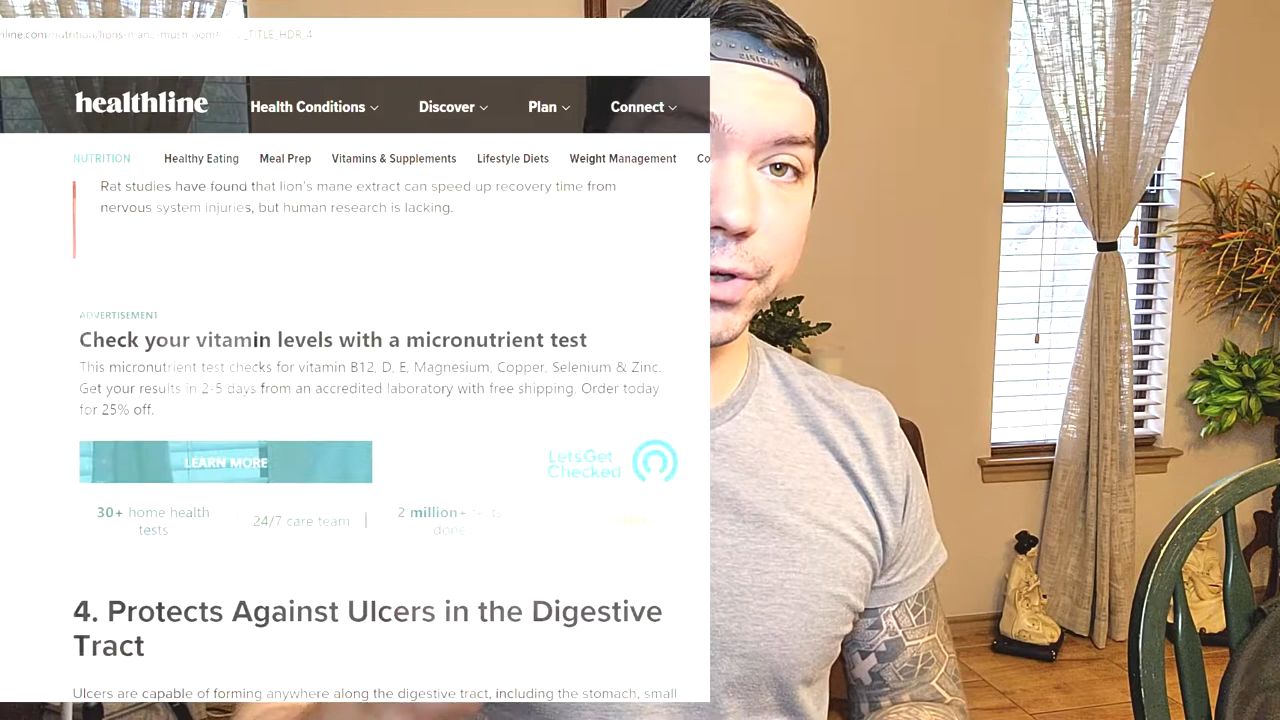 healthline
Health Conditions
Discover
Plan
Connect
NUTRITION
Healthy Eating
Meal Prep
Vitamins & Supplements
Lifestyle Diets
Weight Management
Co
Rat studies have found that lion's mane extract can speed up recovery time from
nervous system injuries, but human research is lacking.
ADVERTISEMENT
Check your vitamin levels with a micronutrient test
This micronutrient test checks for vitamin B12, D, E, Magnesium, Copper, Selenium & Zinc.
Get your results in 2-5 days from an accredited laboratory with free shipping. Order today
for 25% off.
LEARN MORE
LetsGet
Checked
30+ home health
tests
24/7 care team
2 million+ tests
done
4. Protects Against Ulcers in the Digestive
Tract
Ulcers are capable of forming anywhere along the digestive tract, including the stomach, small